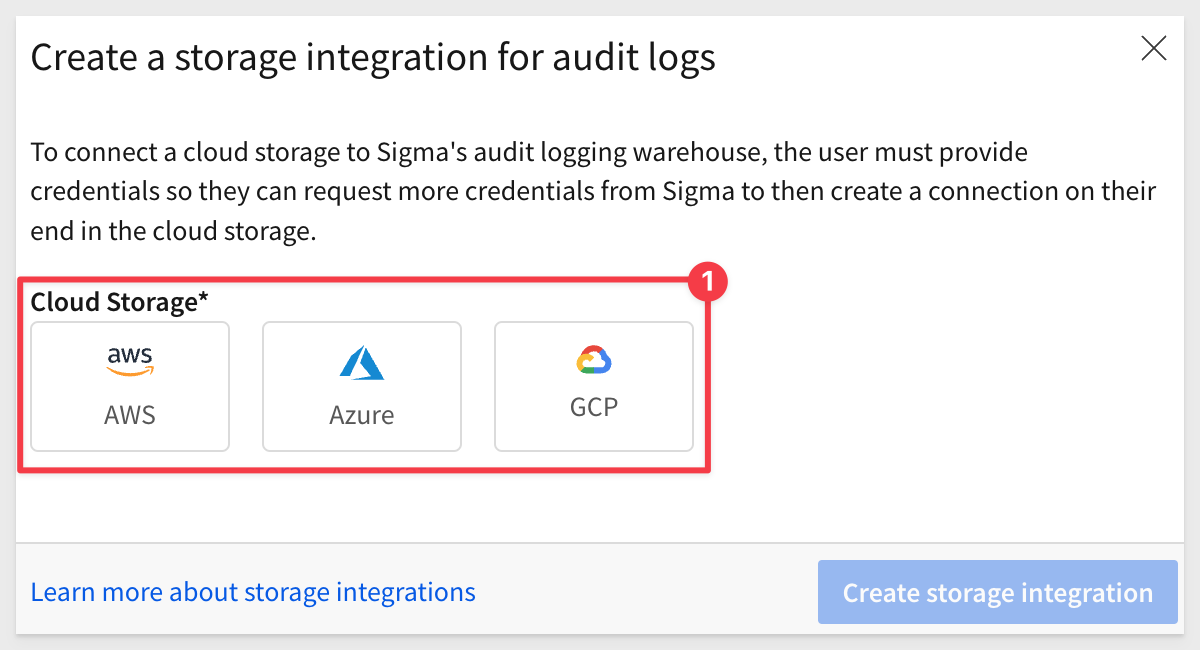 Create a storage integration for audit logs
To connect a cloud storage to Sigma's audit logging warehouse, the user must provide
credentials so they can request more credentials from Sigma to then create a connection on their
end in the cloud storage.
1
Cloud Storage*
aws
AWS
Azure
GCP
Learn more about storage integrations
Create storage integration